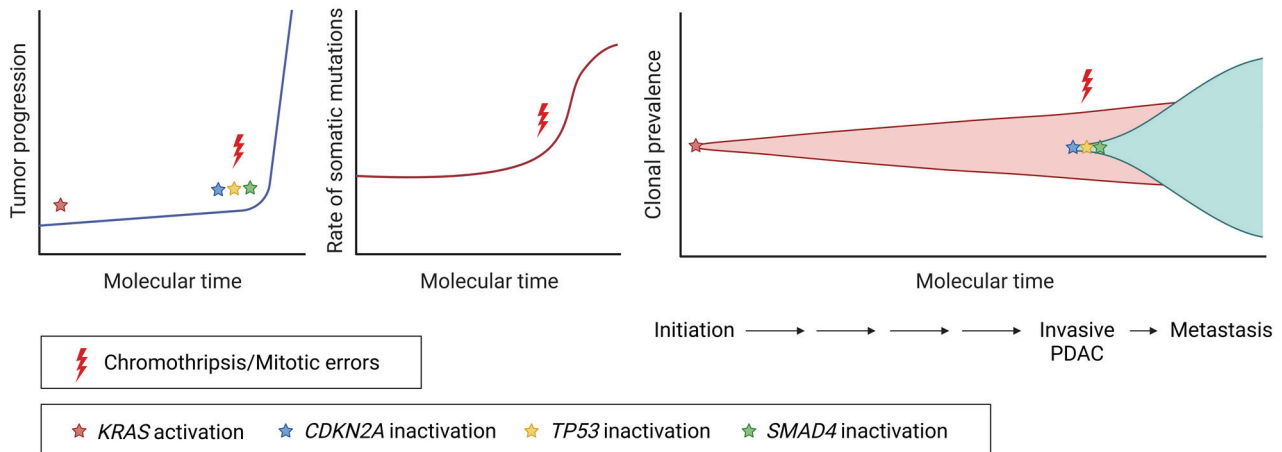 Tumor progression
Molecular time
Rate of somatic mutations
Molecular time
Clonal prevalence
Molecular time
Initiation
Invasive
PDAC
Metastasis
Chromothripsis/Mitotic errors
KRAS activation
CDKN2A inactivation
TP53 inactivation
SMAD4 inactivation